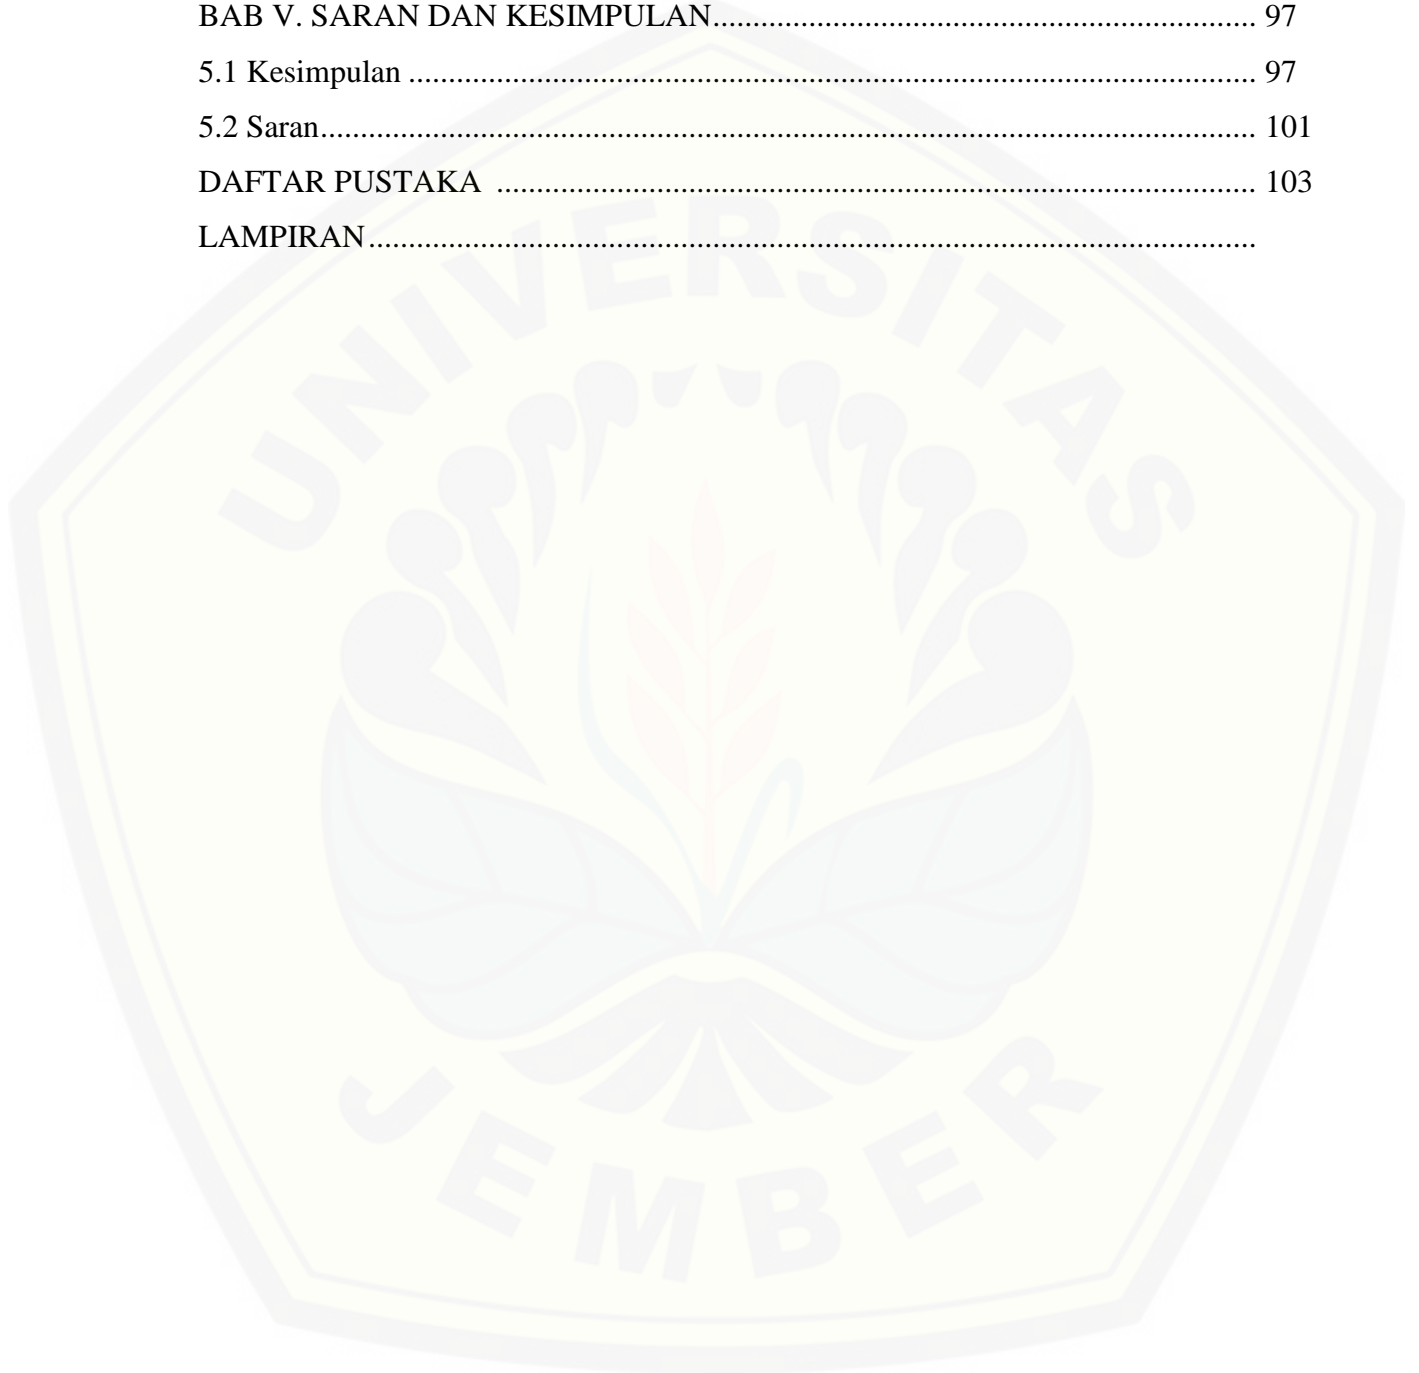 BAB V. SARAN DAN KESIMPULAN.................................................................... 97
5.1 Kesimpulan .......................................................................................................... 97
5.2 Saran..................................................................................................................... 101
DAFTAR PUSTAKA ............................................................................................... 103
LAMPIRAN...............................................................................................................
UNIVERSITAS
JEMBER